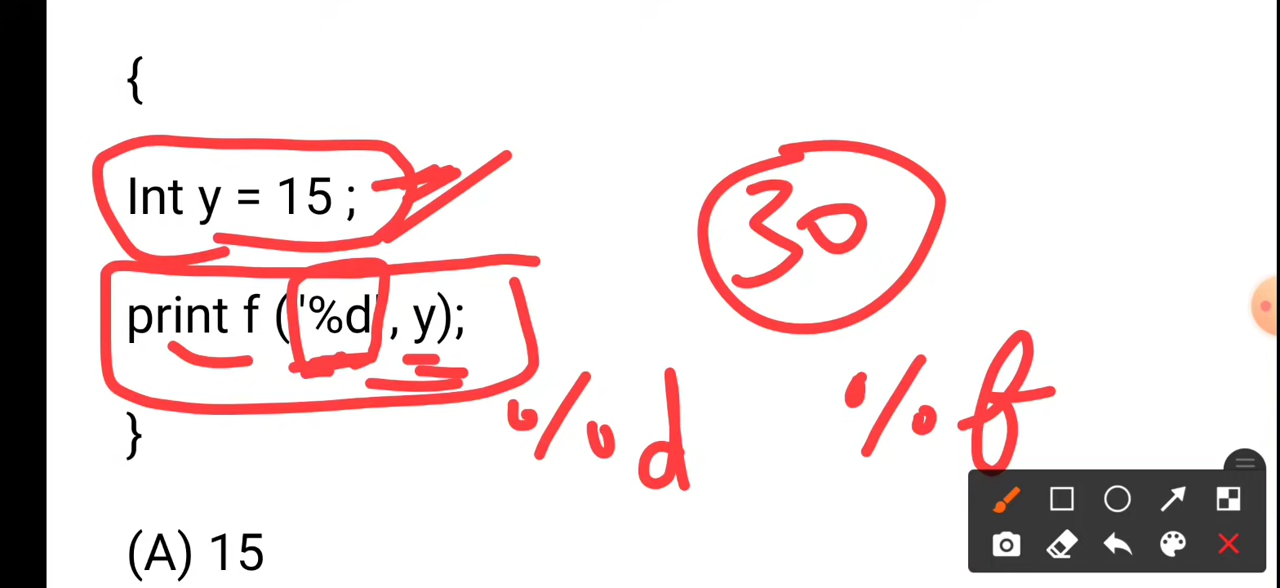 {
Int y = 15 ;
30
print f ('%d', y);
%d %f
}
(A) 15